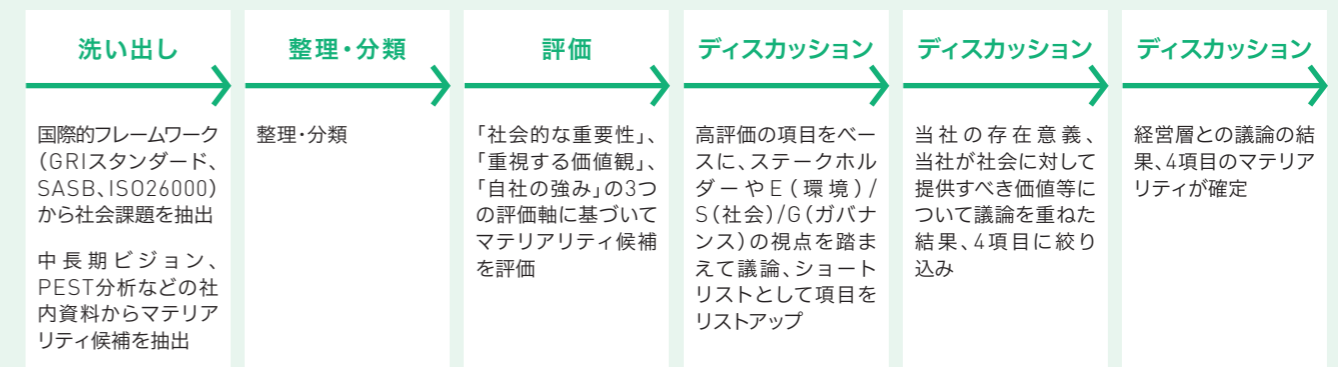 洗い出し
国際的フレームワーク
（GRIスタンダード、
SASB、ISO26000）
から社会課題を抽出
中長期ビジョン、
PEST分析などの社
内資料からマテリア
リティ候補を抽出
整理・分類
整理・分類
評価
「社会的な重要性」、
「重視する価値観」、
「自社の強み」の3つ
の評価軸に基づいて
マテリアリティ候補
を評価
ディスカッション
高評価の項目をベー
スに、ステークホル
ダーやE（環境）/
S（社会）/G（ガバナ
ンス）の視点を踏ま
えて議論、ショート
リストとして項目を
リストアップ
ディスカッション
当社の存在意義、
当社が社会に対して
提供すべき価値等に
ついて議論を重ねた
結果、4項目に絞り
込み
ディスカッション
経営層との議論の結
果、4項目のマテリア
リティが確定